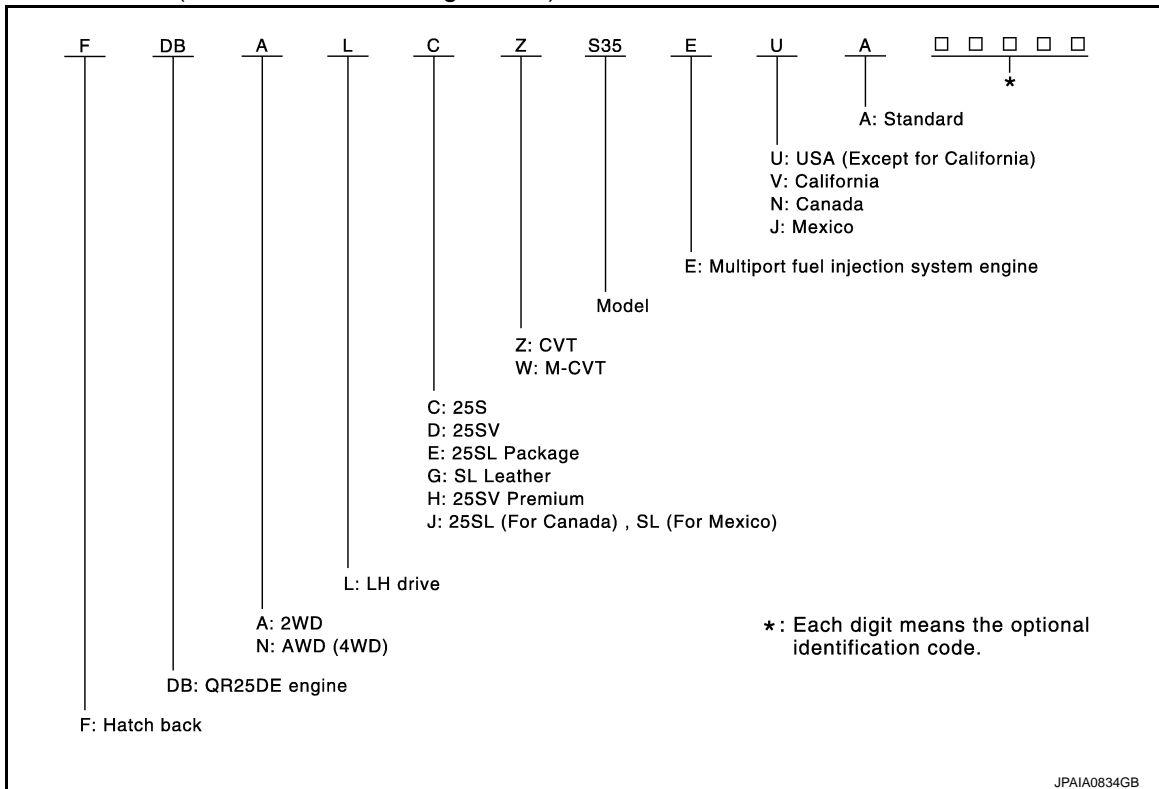 F DB A L C Z S35 E U A □ □ □ □ □
*
A: Standard
U: USA (Except for California)
V: California
N: Canada
J: Mexico
E: Multiport fuel injection system engine
Model
Z: CVT
W: M-CVT
C: 25S
D: 25SV
E: 25SL Package
G: SL Leather
H: 25SV Premium
J: 25SL (For Canada) , SL (For Mexico)
L: LH drive
A: 2WD
N: AWD (4WD)
*: Each digit means the optional
identification code.
DB: QR25DE engine
F: Hatch back
JPAIA0834GB